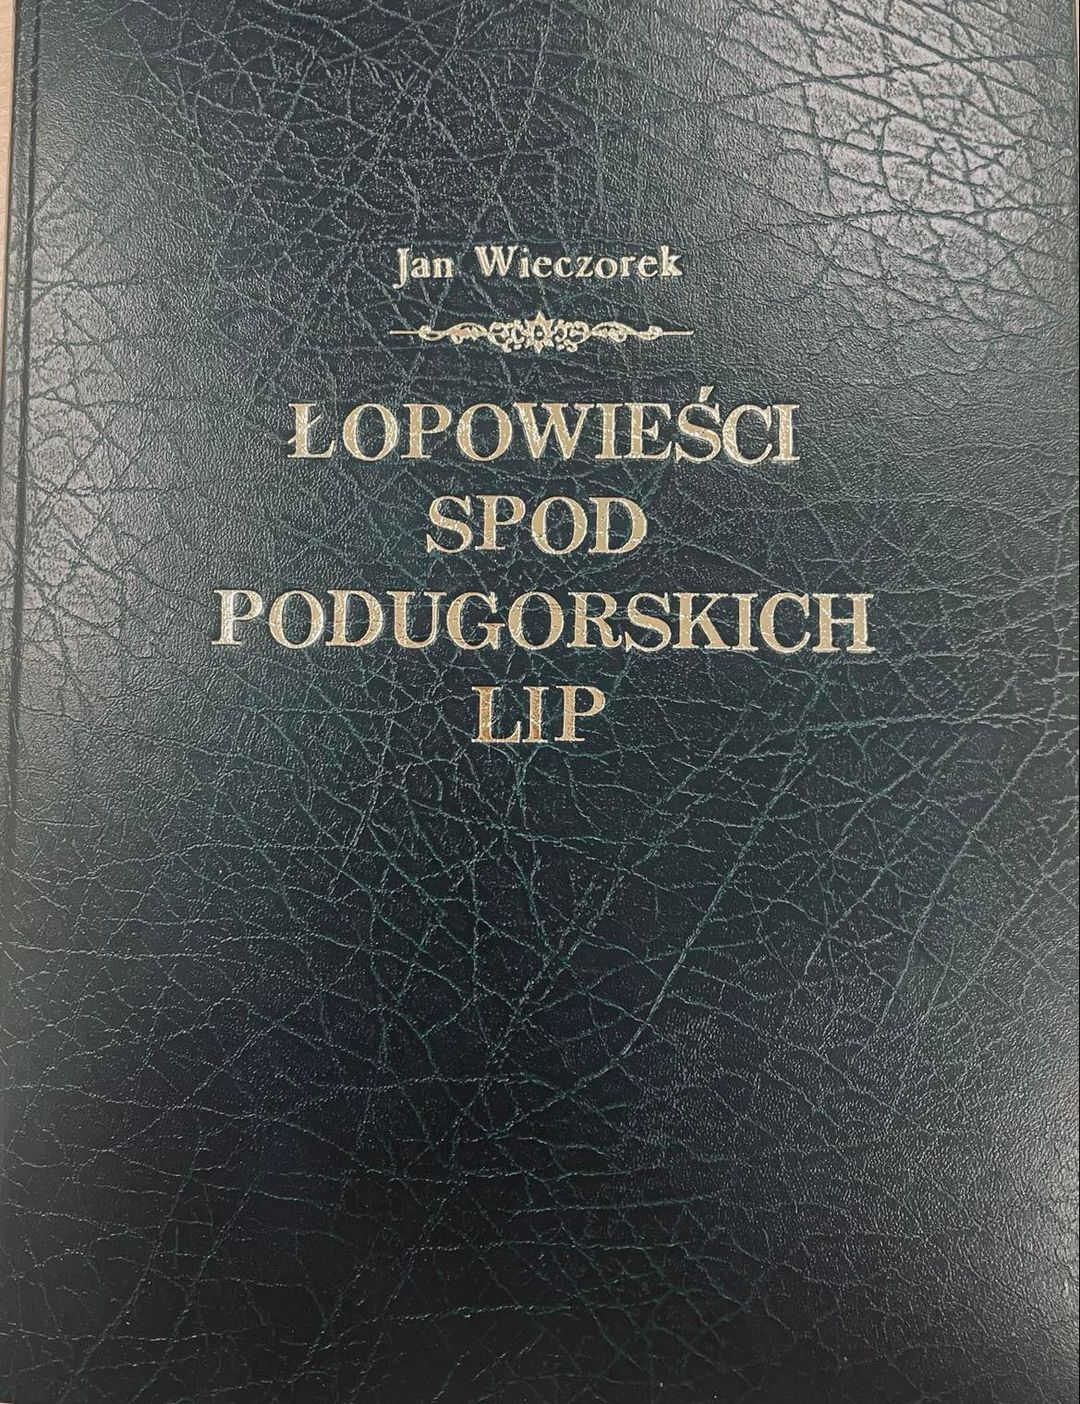 Jan Wieczorek
ŁOPOWIEŚCI
SPOD
PODUGORSKICH
LIP